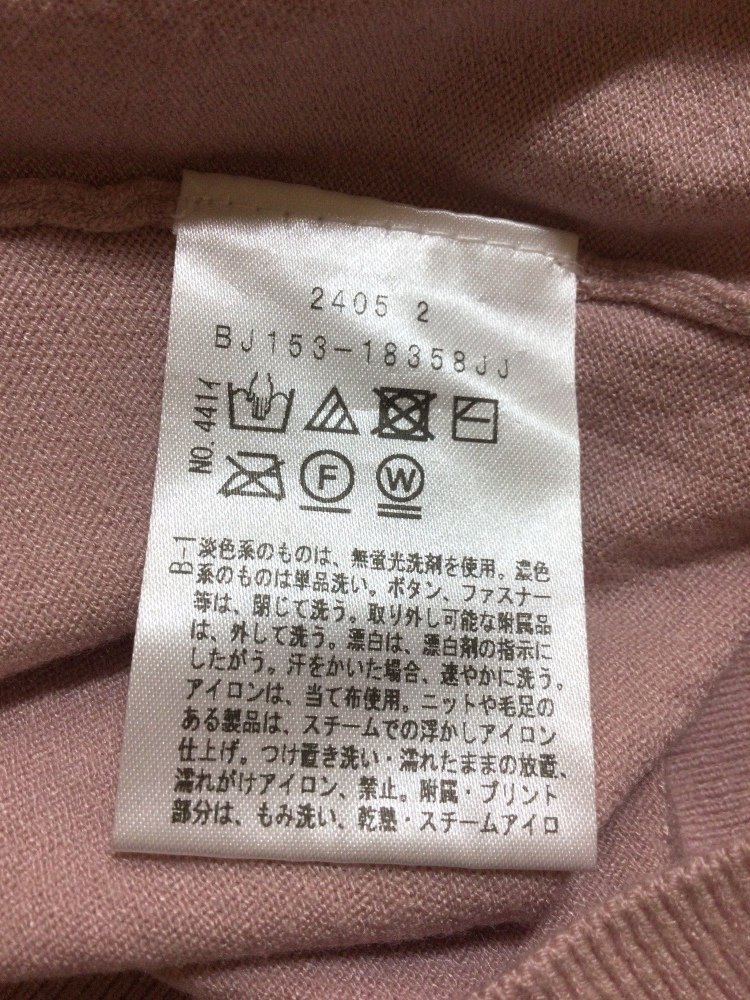 2405 2
BJ153-18358JJ
NO.441イ
F
W
B-1
淡色系のものは、無蛍光洗剤を使用。濃色
系のものは単品洗い。ボタン、ファスナー
等は、閉じて洗う。取り外し可能な附属品
は、外して洗う。漂白は、漂白剤の指示に
したがう。汗をかいた場合、速やかに洗う。
アイロンは、当て布使用。ニットや毛足の
ある製品は、スチームでの浮かしアイロン
仕上げ。つけ置き洗い・濡れたままの放置、
濡れがけアイロン、禁止。附属・プリント
部分は、もみ洗い、乾熱・スチームアイロ